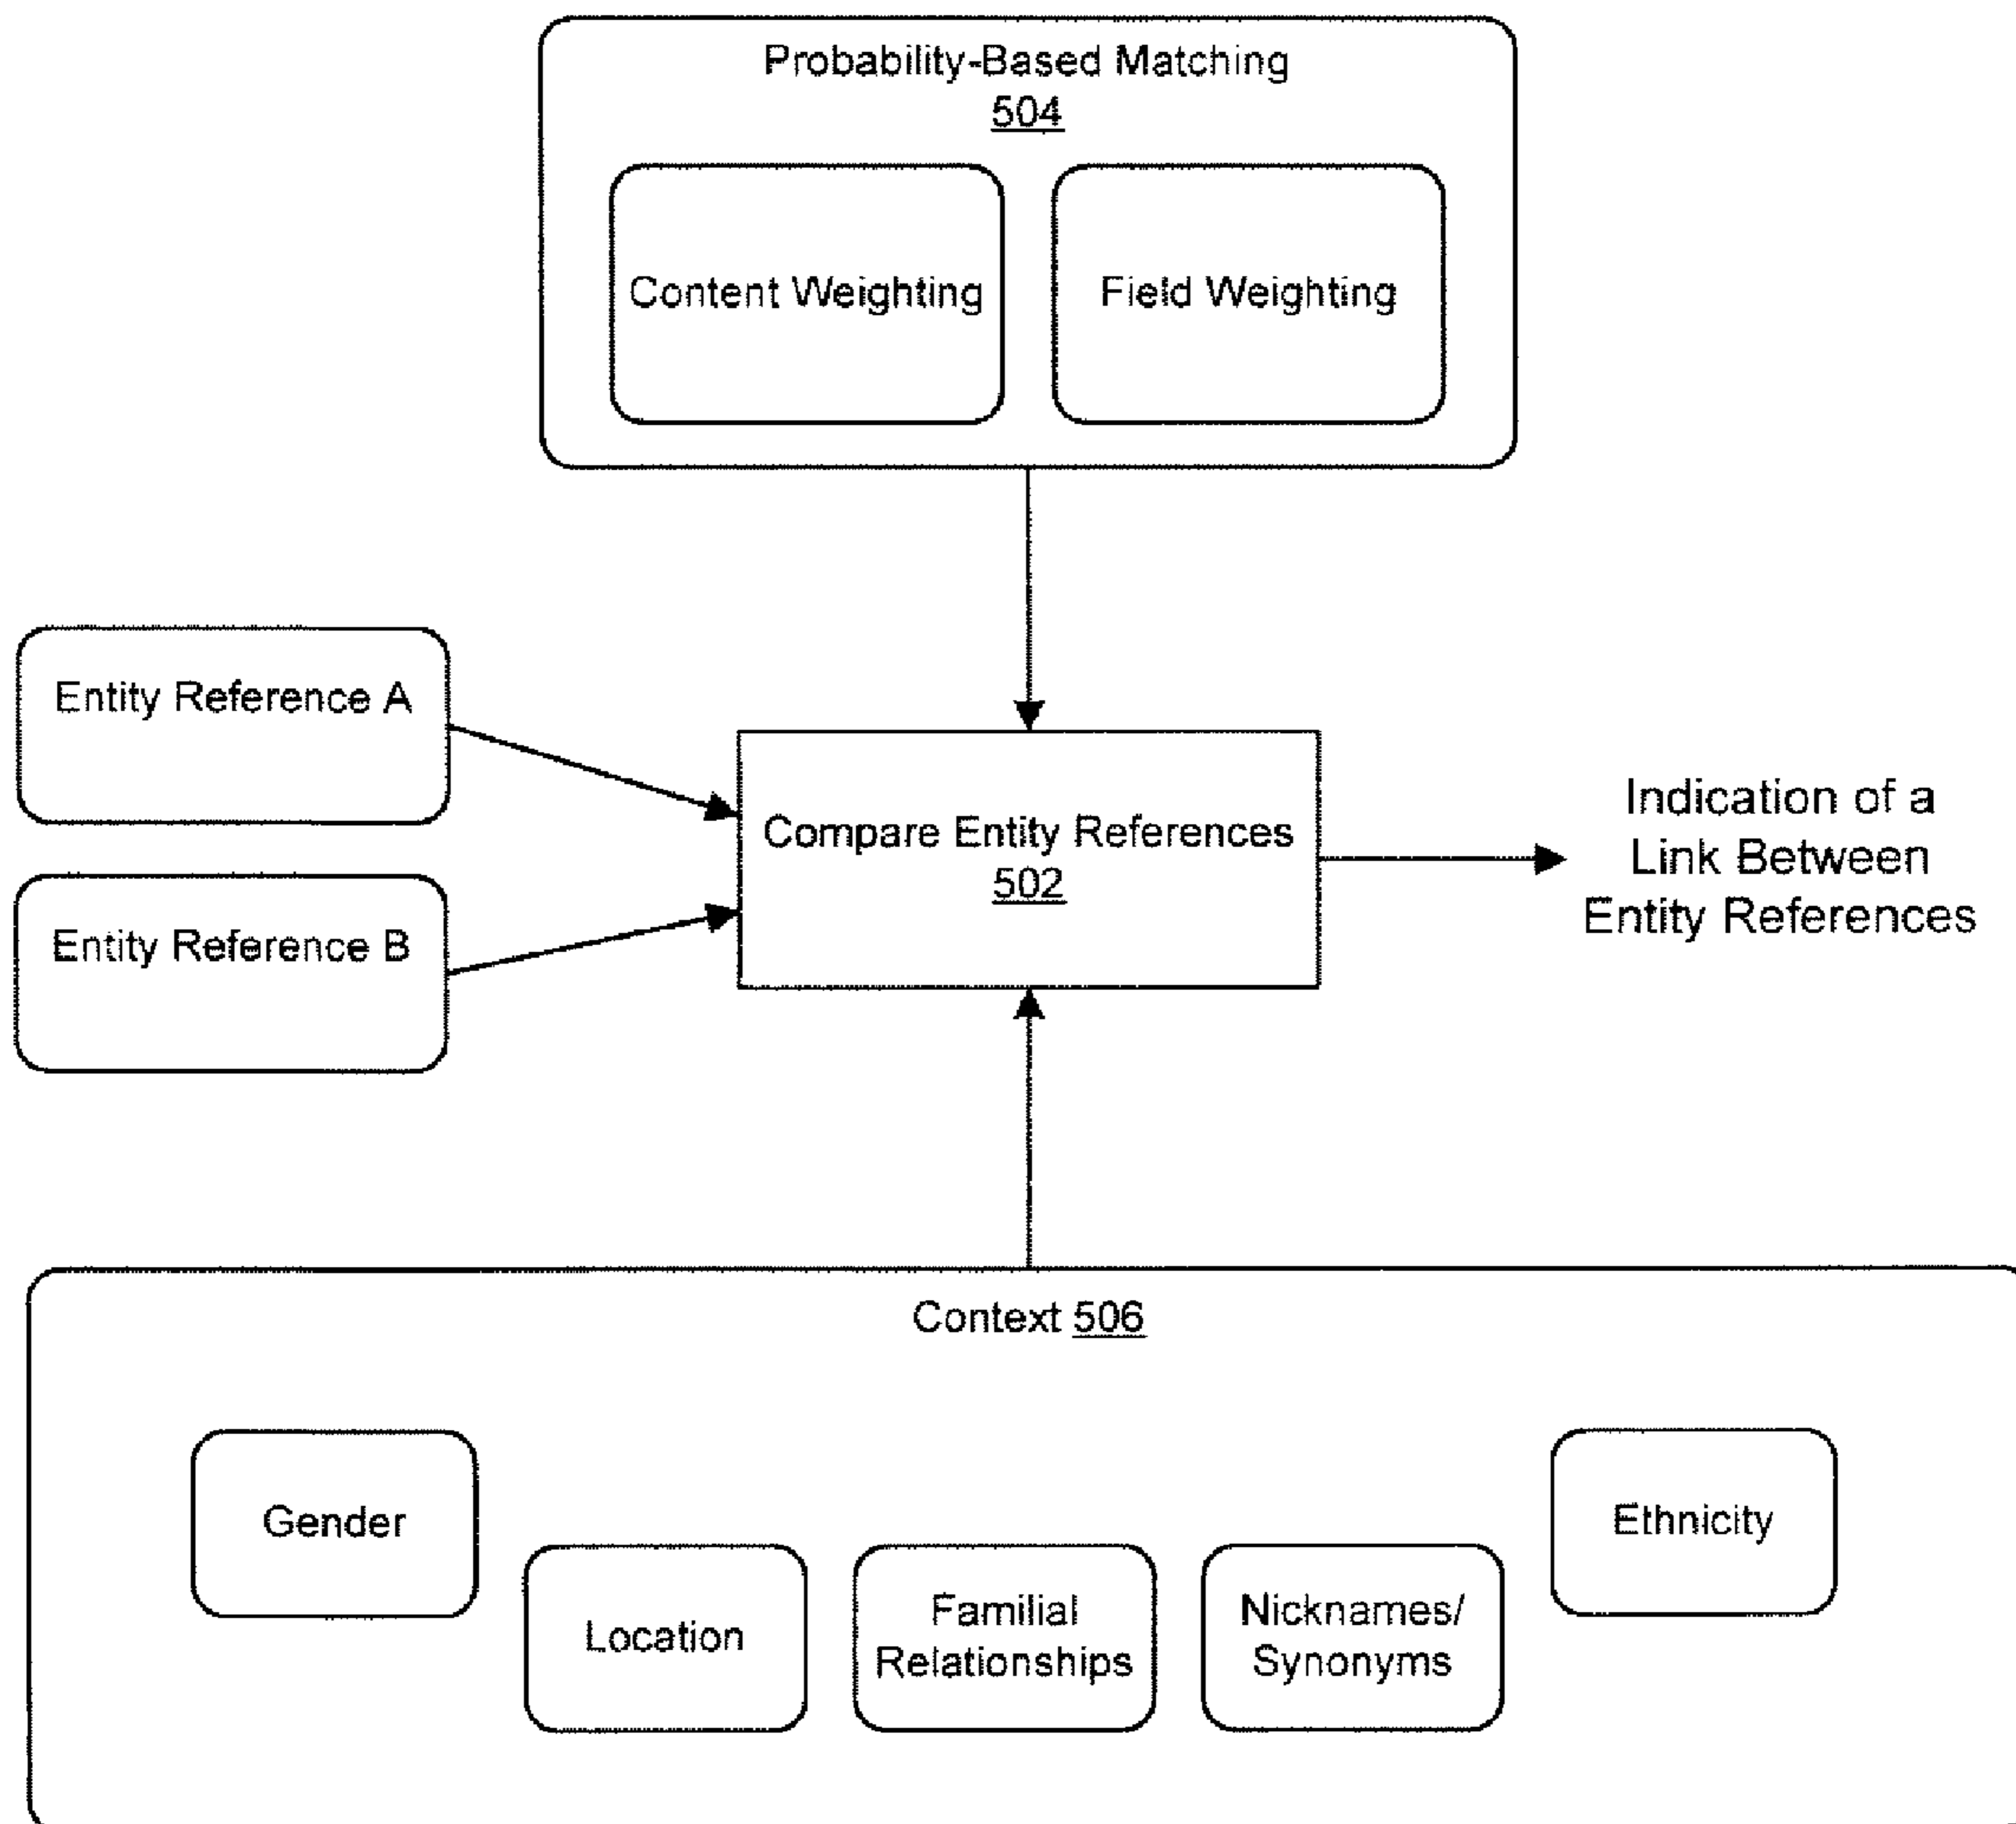 Probability-Based Matching
504
Content Weighting
Field Weighting
Entity Reference A
Entity Reference B
Compare Entity References
502
Indication of a
Link Between
Entity References
Context 506
Gender
Location
Familial
Relationships
Nicknames/
Synonyms
Ethnicity